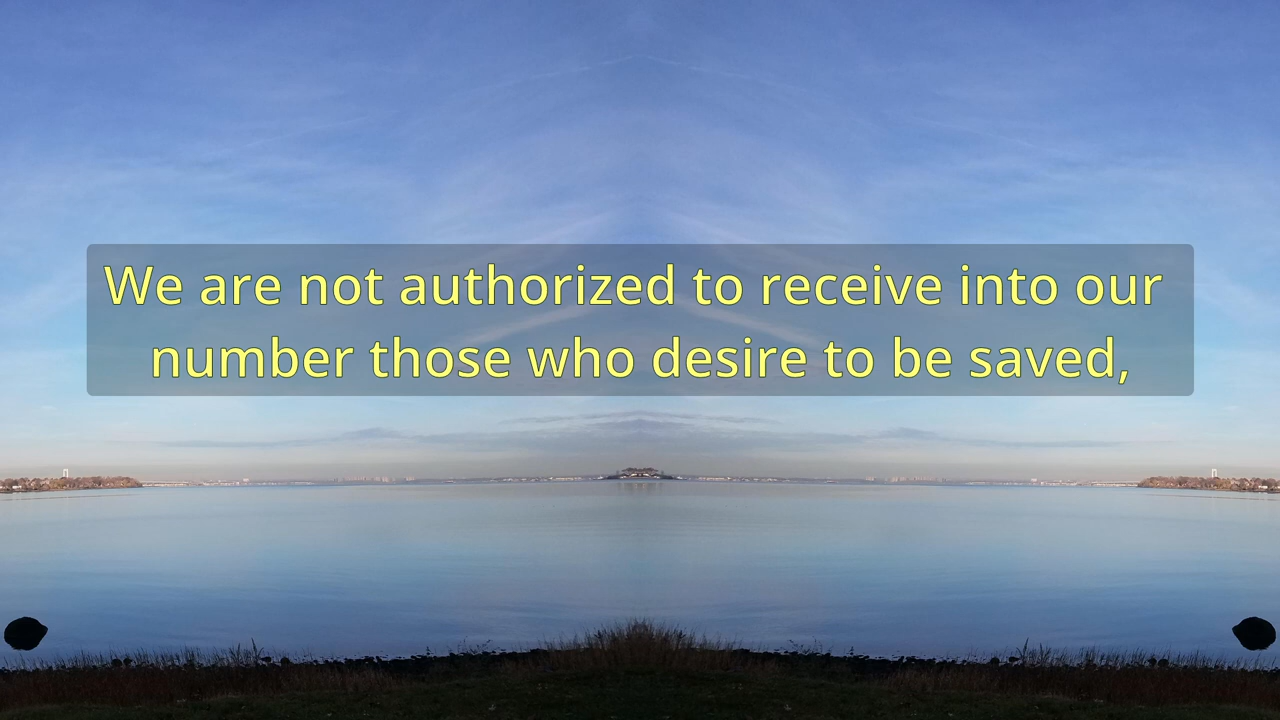 We are not authorized to receive into our
number those who desire to be saved,